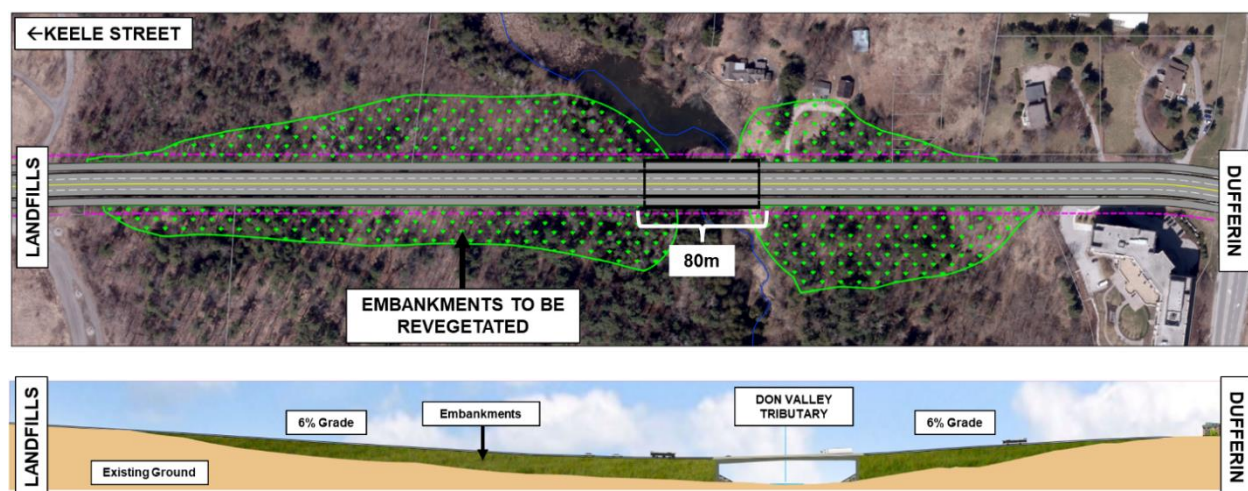 ←KEELE STREET
LANDFILLS
DUFFERIN
80m
EMBANKMENTS TO BE
REVEGETATED
LANDFILLS
6% Grade
Embankments
DON VALLEY
TRIBUTARY
6% Grade
DUFFERIN
Existing Ground